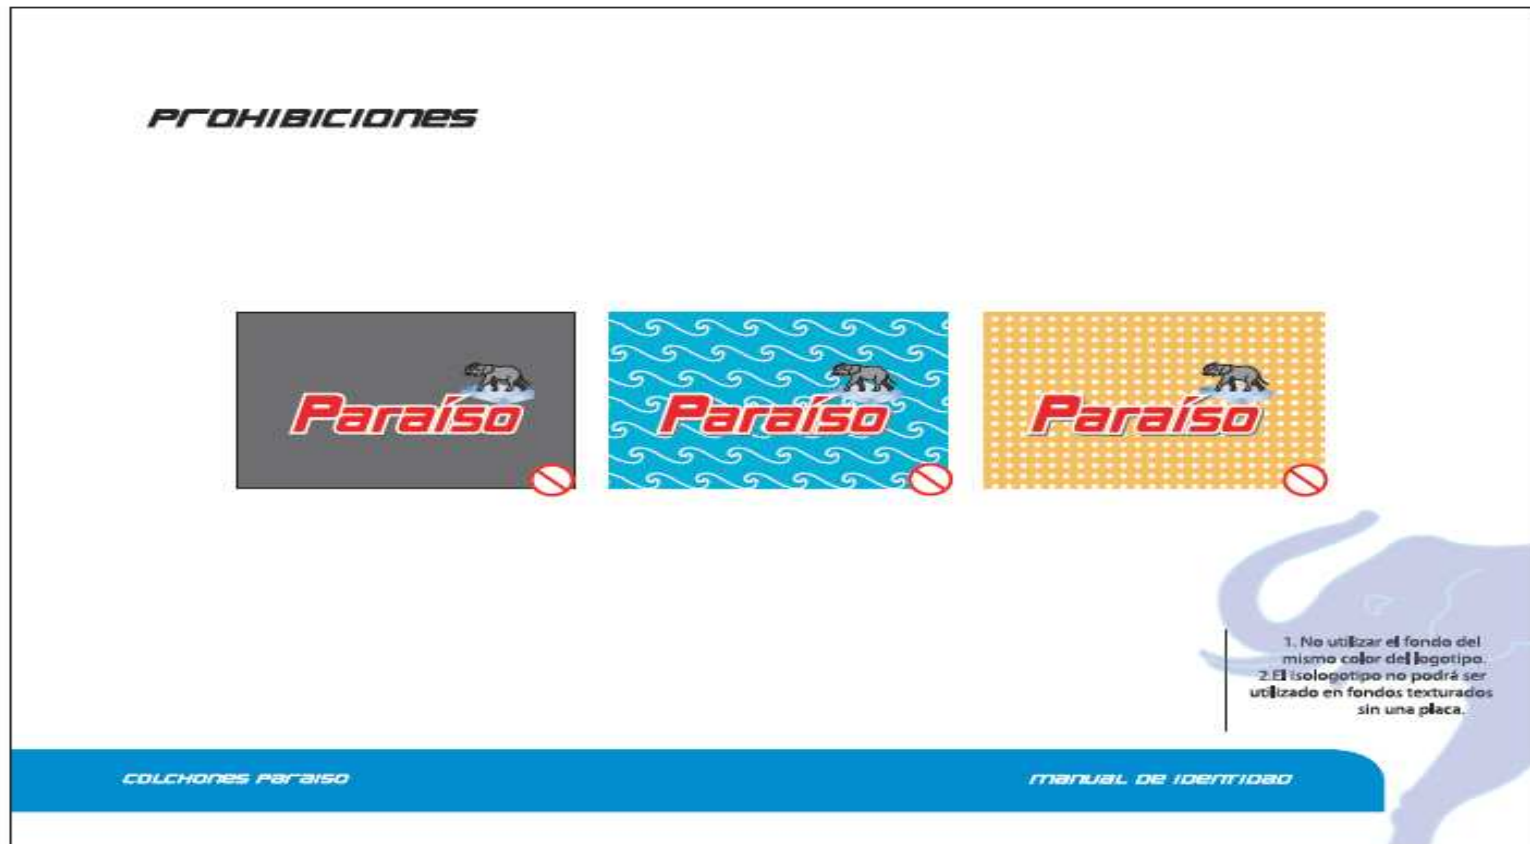 PROHIBICIONES
Paraíso
Paraíso
Paraíso
1. No utilizar el fondo del
mismo color del logotipo.
2.El isologotipo no podrá ser
utilizado en fondos texturados
sin una placa.
COLCHONES PARAISO
MANUAL DE IDENTIDAD